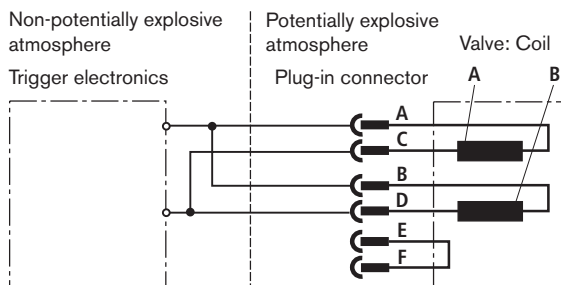 Non-potentially explosive
atmosphere
Potentially explosive
atmosphere
Trigger electronics
Plug-in connector
Valve: Coil
A
B
A
C
B
D
E
F